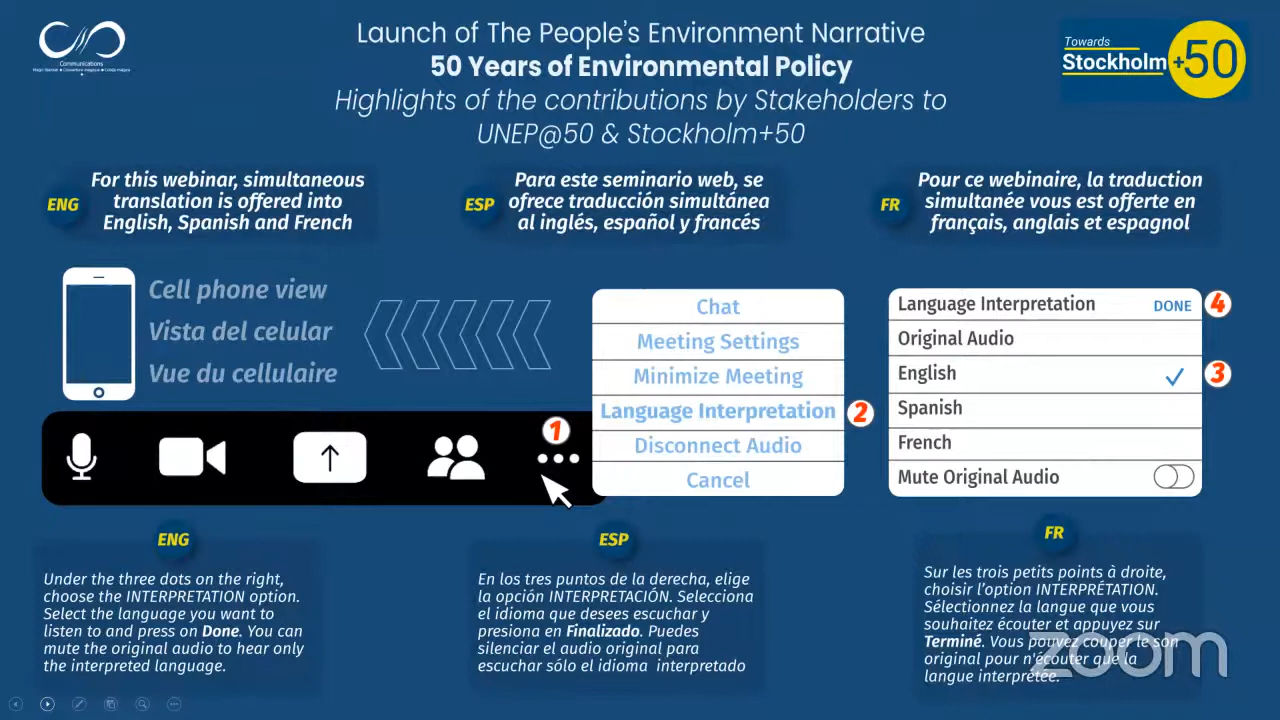 Communications
Launch of The People's Environment Narrative
50 Years of Environmental Policy
Highlights of the contributions by Stakeholders to
UNEP@50 & Stockholm+50
Towards
Stockholm+50
ENG
For this webinar, simultaneous
translation is offered into
English, Spanish and French
ESP
Para este seminario web, se
ofrece traducción simultánea
al inglés, español y francés
FR
Pour ce webinaire, la traduction
simultanée vous est offerte en
français, anglais et espagnol
Cell phone view
Vista del celular
Vue du cellulaire
1
Chat
Meeting Settings
Minimize Meeting
Language Interpretation
2
Disconnect Audio
Cancel
Language Interpretation DONE
4
Original Audio
English
3
Spanish
French
Mute Original Audio
ENG
Under the three dots on the right,
choose the INTERPRETATION option.
Select the language you want to
listen to and press on Done. You can
mute the original audio to hear only
the interpreted language.
ESP
En los tres puntos de la derecha, elige
la opción INTERPRETACIÓN. Selecciona
el idioma que desees escuchar y
presiona en Finalizado. Puedes
silenciar el audio original para
escuchar sólo el idioma interpretado
FR
Sur les trois petits points à droite,
choisir l'option INTERPRÉTATION.
Sélectionnez la langue que vous
souhaitez écouter et appuyez sur
Terminé. Vous pouvez couper le son
original pour n'écouter que la
langue interprétée.
zoom